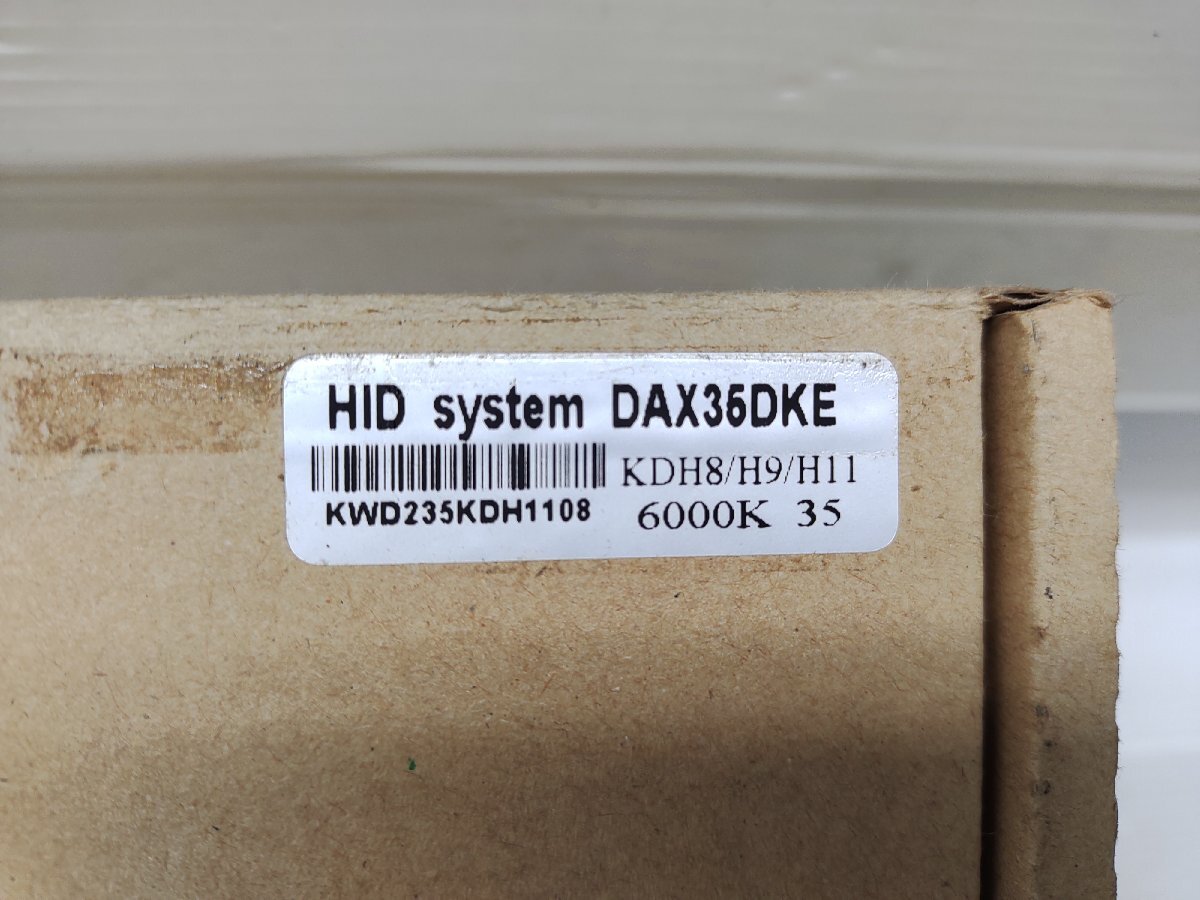 HID system DAX35DKE
KDH8/H9/H11
KWD235KDH1108
6000K 35